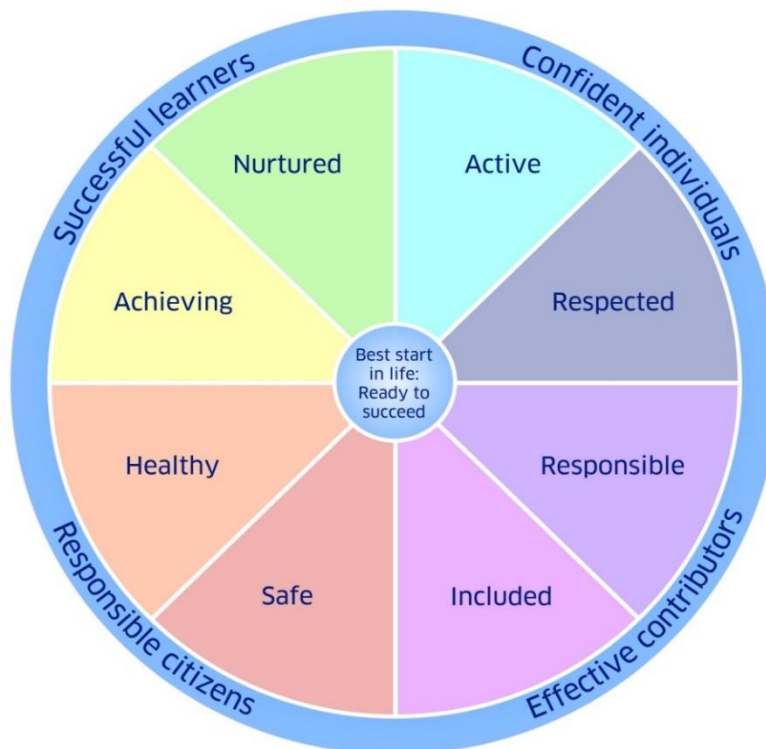 Successful learners
Confident individuals
Nurtured
Active
Achieving
Respected
Best start
in life:
Ready to
succeed
Healthy
Responsible
Safe
Included
Responsible citizens
Effective contributors